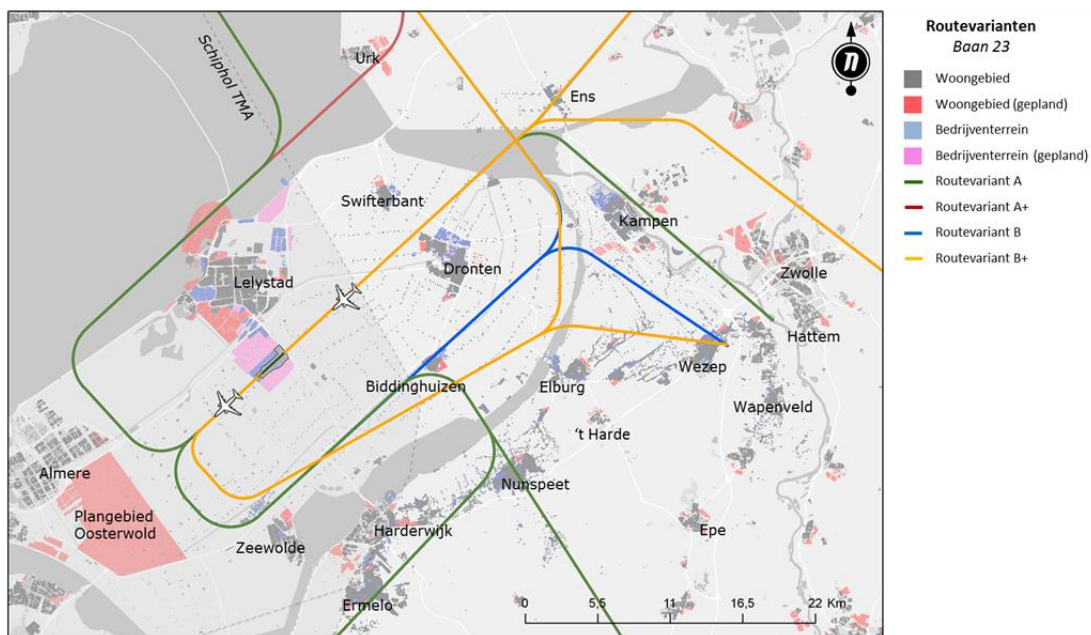 Schiphol TMA
Urk
Ens
Swifterbant
Kampen
Dronten
Lelystad
Zwolle
Hattem
Biddinghuizen
Elburg
Wezep
Wapenveld
't Harde
Almere
Nunspeet
Plangebied
Oosterwold
Zeewolde
Harderwijk
Epe
Ermelo
0 5,5 11 16,5 22 Km
n
Routevarianten
Baan 23
Woongebied
Woongebied (gepland)
Bedrijventerrein
Bedrijventerrein (gepland)
Routevariant A
Routevariant A+
Routevariant B
Routevariant B+